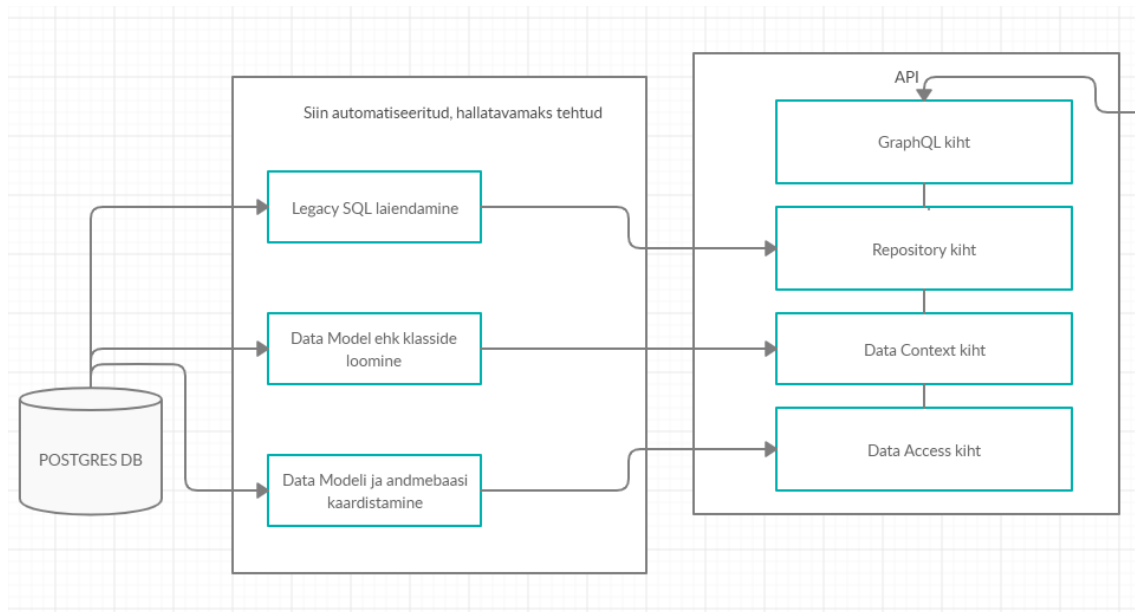 Siin automatiseeritud, hallatavamaks tehtud
Legacy SQL laiendamine
Data Model ehk klasside
loomine
Data Modeli ja andmebaasi
kaardistamine
POSTGRES DB
API
GraphQL kiht
Repository kiht
Data Context kiht
Data Access kiht